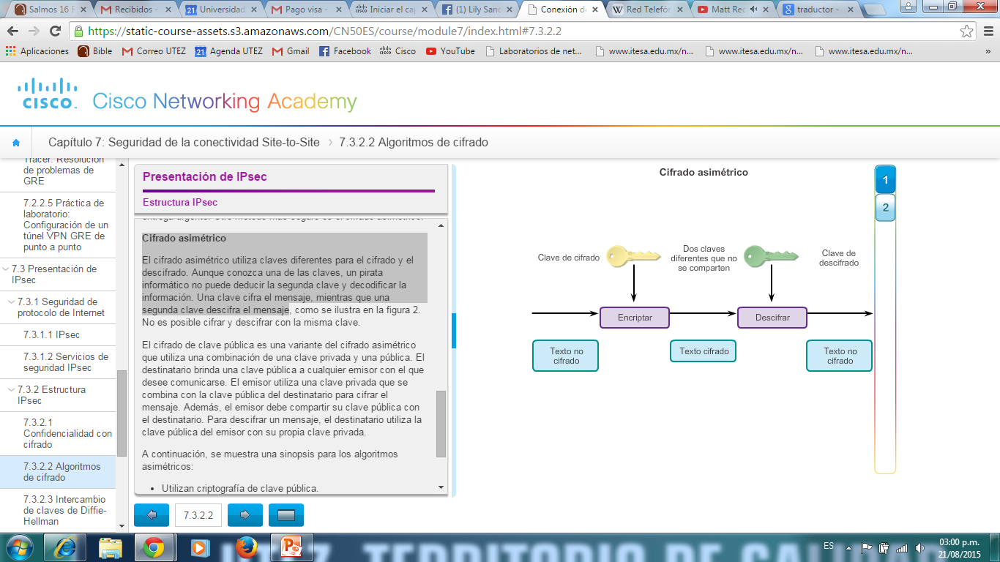 Salmos 16 R
Recibidos -
Universidad
Pago visa -
Iniciar el ca
(1) Lily Sanc
Conexión d
Red Telefón
Matt Red
traductor -
https://static-course-assets.s3.amazonaws.com/CN50ES/course/module7/index.html#7.3.2.2
Aplicaciones
Bible
Correo UTEZ
21 Agenda UTEZ
Gmail
Facebook
Cisco
YouTube
Laboratorios de net...
www.itesa.edu.mx/n...
www.itesa.edu.mx/n...
www.itesa.edu.mx/n...
»
CISCO.
Cisco Networking Academy
Capítulo 7: Seguridad de la conectividad Site-to-Site
7.3.2.2 Algoritmos de cifrado
Tracer: Resolución
de problemas de
GRE
7.2.2.5 Práctica de
laboratorio:
Configuración de un
túnel VPN GRE de
punto a punto
7.3 Presentación de
IPsec
7.3.1 Seguridad de
protocolo de Internet
7.3.1.1 IPsec
7.3.1.2 Servicios de
seguridad IPsec
7.3.2 Estructura
IPsec
7.3.2.1
Confidencialidad con
cifrado
7.3.2.2 Algoritmos
de cifrado
7.3.2.3 Intercambio
de claves de Diffie-
Hellman
Presentación de IPsec
Estructura IPsec
entrega urgente. Otro método más seguro es el cifrado asimétrico.
Cifrado asimétrico
El cifrado asimétrico utiliza claves diferentes para el cifrado y el
descifrado. Aunque conozca una de las claves, un pirata
informático no puede deducir la segunda clave y decodificar la
información. Una clave cifra el mensaje, mientras que una
segunda clave descifra el mensaje, como se ilustra en la figura 2.
No es posible cifrar y descifrar con la misma clave.
El cifrado de clave pública es una variante del cifrado asimétrico
que utiliza una combinación de una clave privada y una pública. El
destinatario brinda una clave pública a cualquier emisor con el que
desee comunicarse. El emisor utiliza una clave privada que se
combina con la clave pública del destinatario para cifrar el
mensaje. Además, el emisor debe compartir su clave pública con
el destinatario. Para descifrar un mensaje, el destinatario utiliza la
clave pública del emisor con su propia clave privada.
A continuación, se muestra una sinopsis para los algoritmos
asimétricos:
• Utilizan criptografía de clave pública.
7.3.2.2
Cifrado asimétrico
1
2
Clave de cifrado
Dos claves
diferentes que no
se comparten
Clave de
descifrado
Encriptar
Descifrar
Texto no
cifrado
Texto cifrado
Texto no
cifrado
UTEZ, TERRITORIO DE CALIDAD
ES
03:00 p.m.
21/08/2015